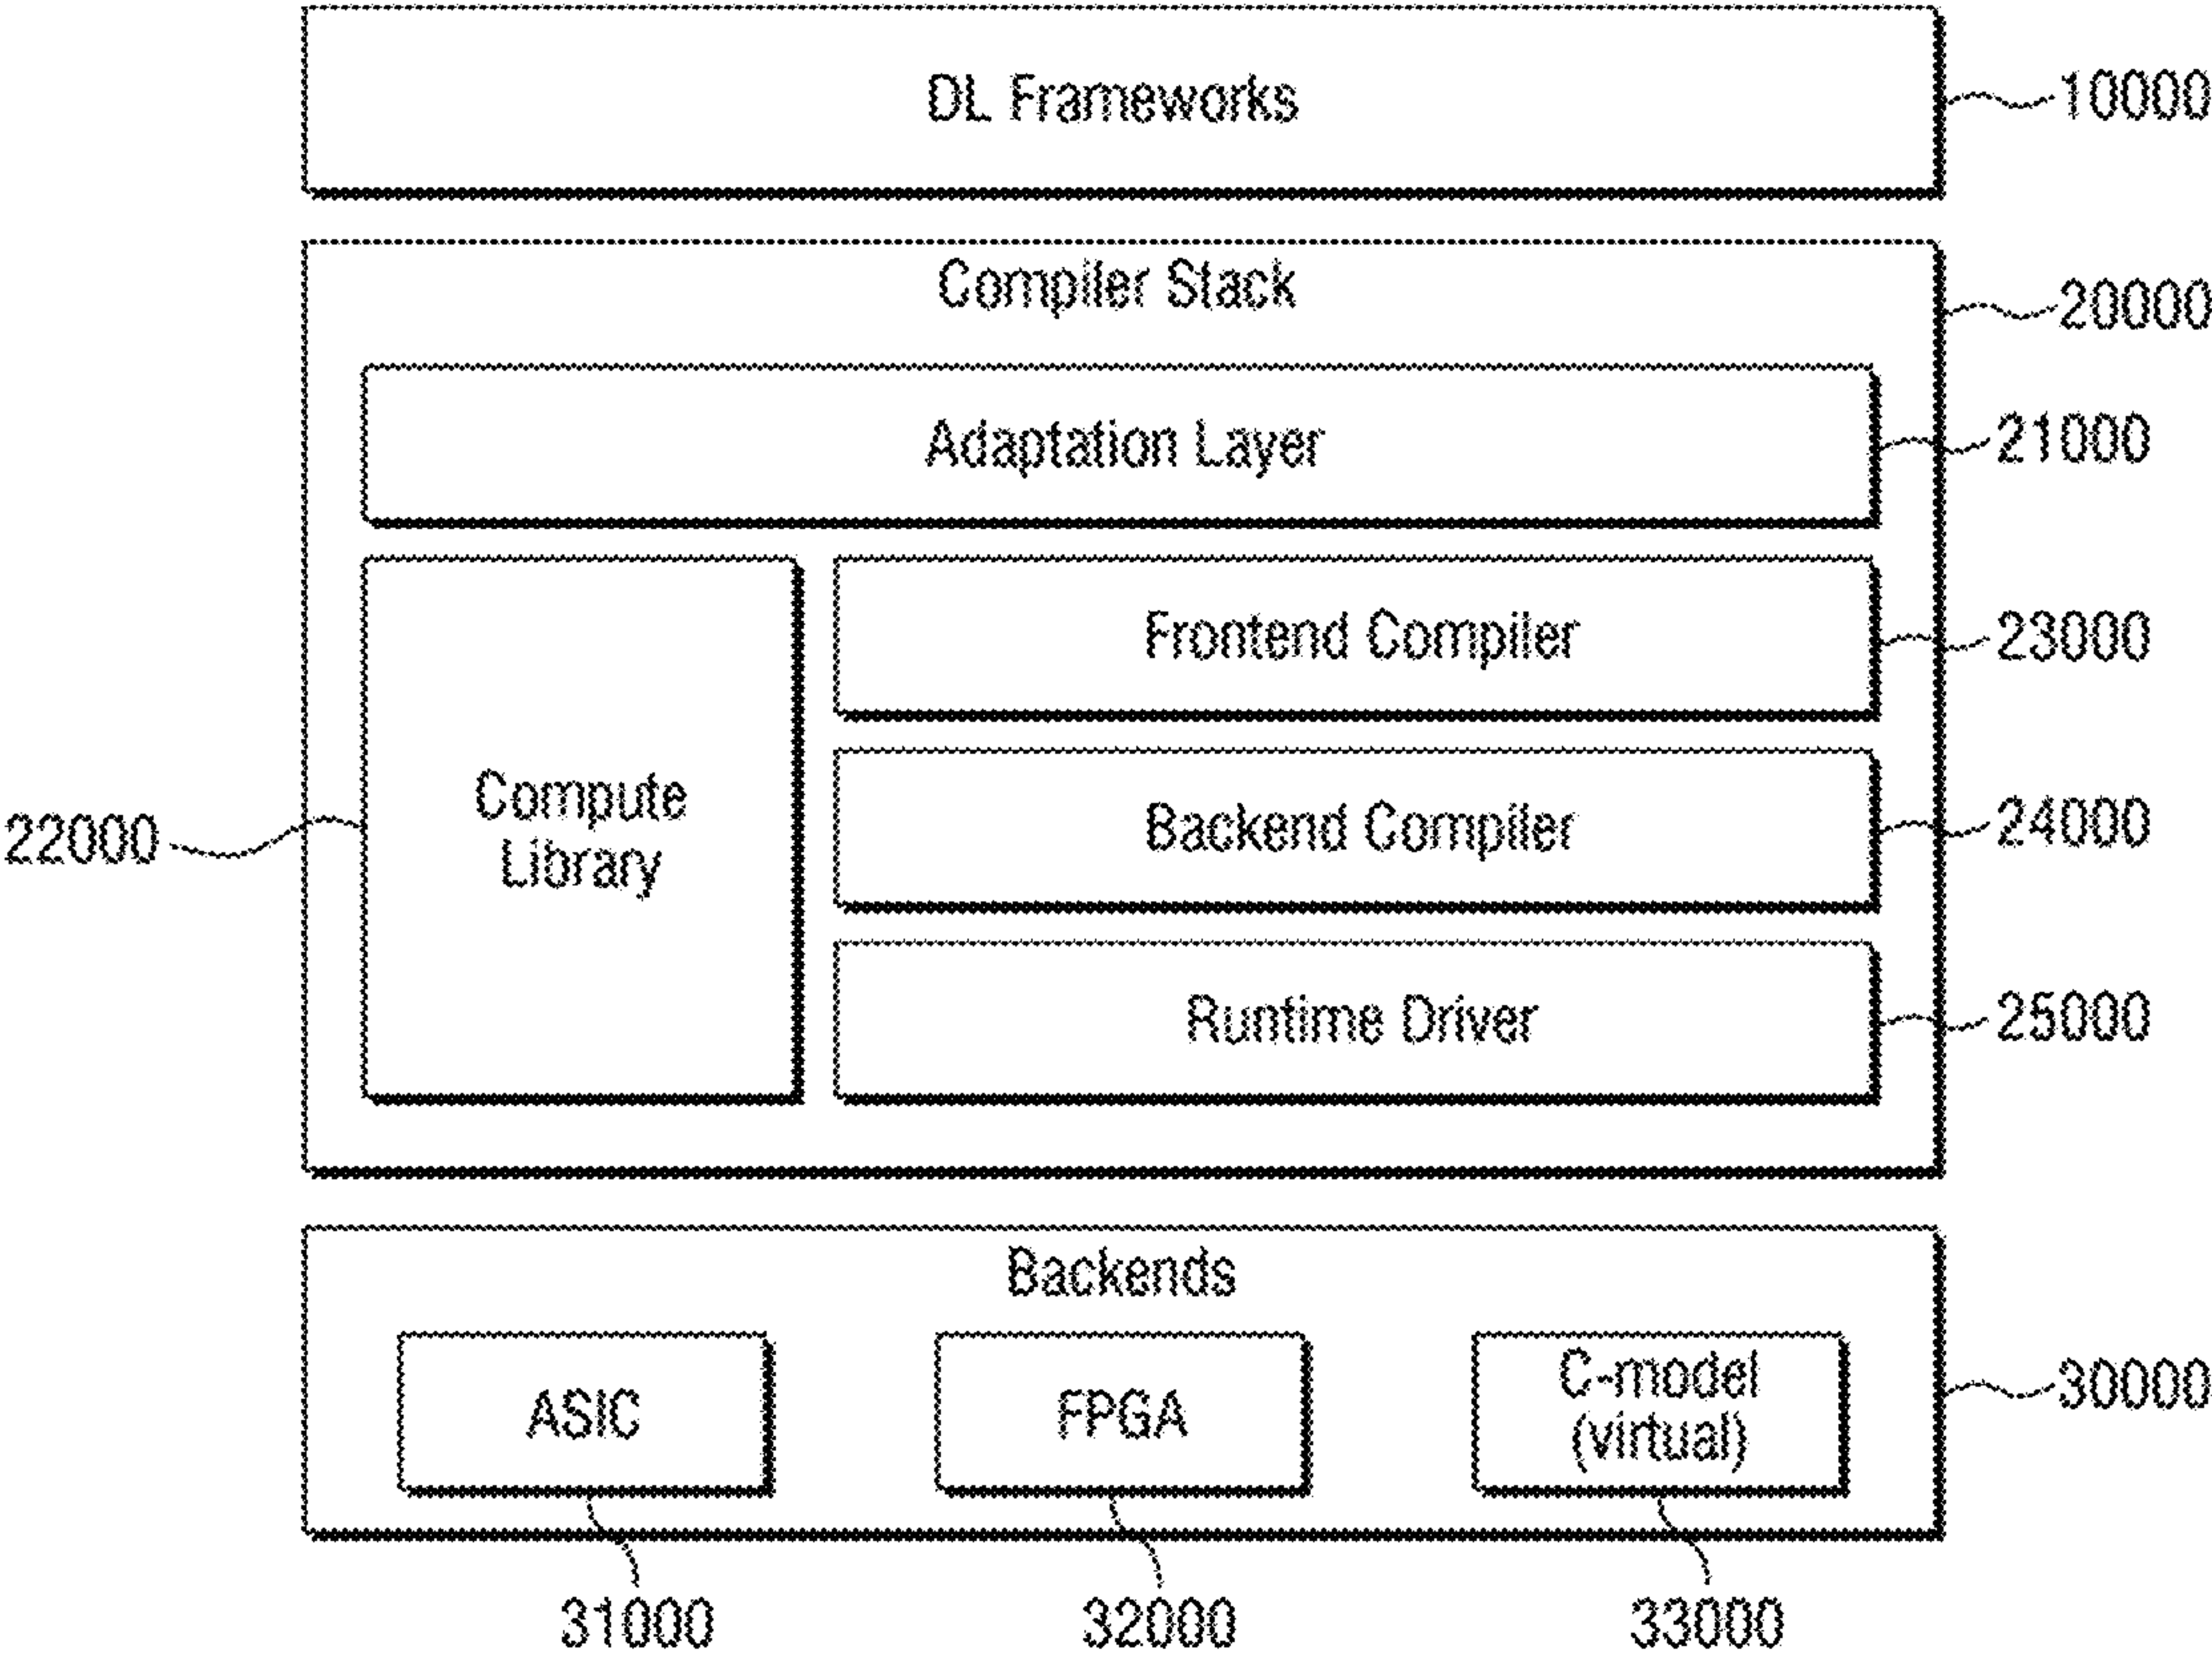 DL Frameworks
10000
Compiler Stack
20000
Adaptation Layer
21000
Compute
Library
22000
Frontend Compiler
23000
Backend Compiler
24000
Runtime Driver
25000
Backends
30000
ASIC
FPGA
C-model
(virtual)
31000
32000
33000